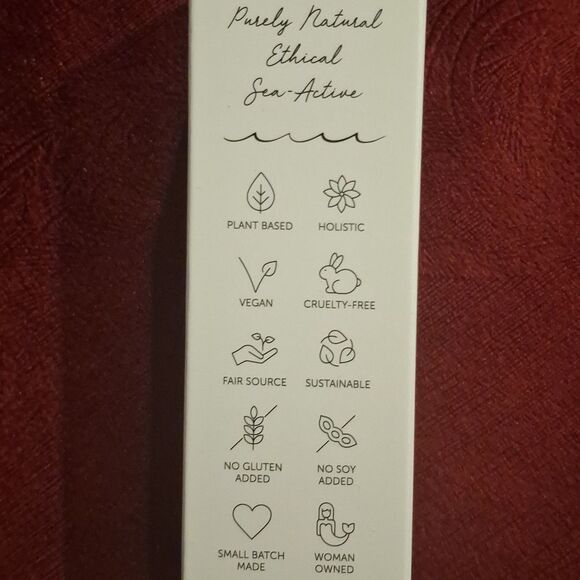 Purely Natural
Ethical
Sea-Active
PLANT BASED
HOLISTIC
VEGAN
CRUELTY-FREE
FAIR SOURCE
SUSTAINABLE
NO GLUTEN
ADDED
NO SOY
ADDED
SMALL BATCH
MADE
WOMAN
OWNED